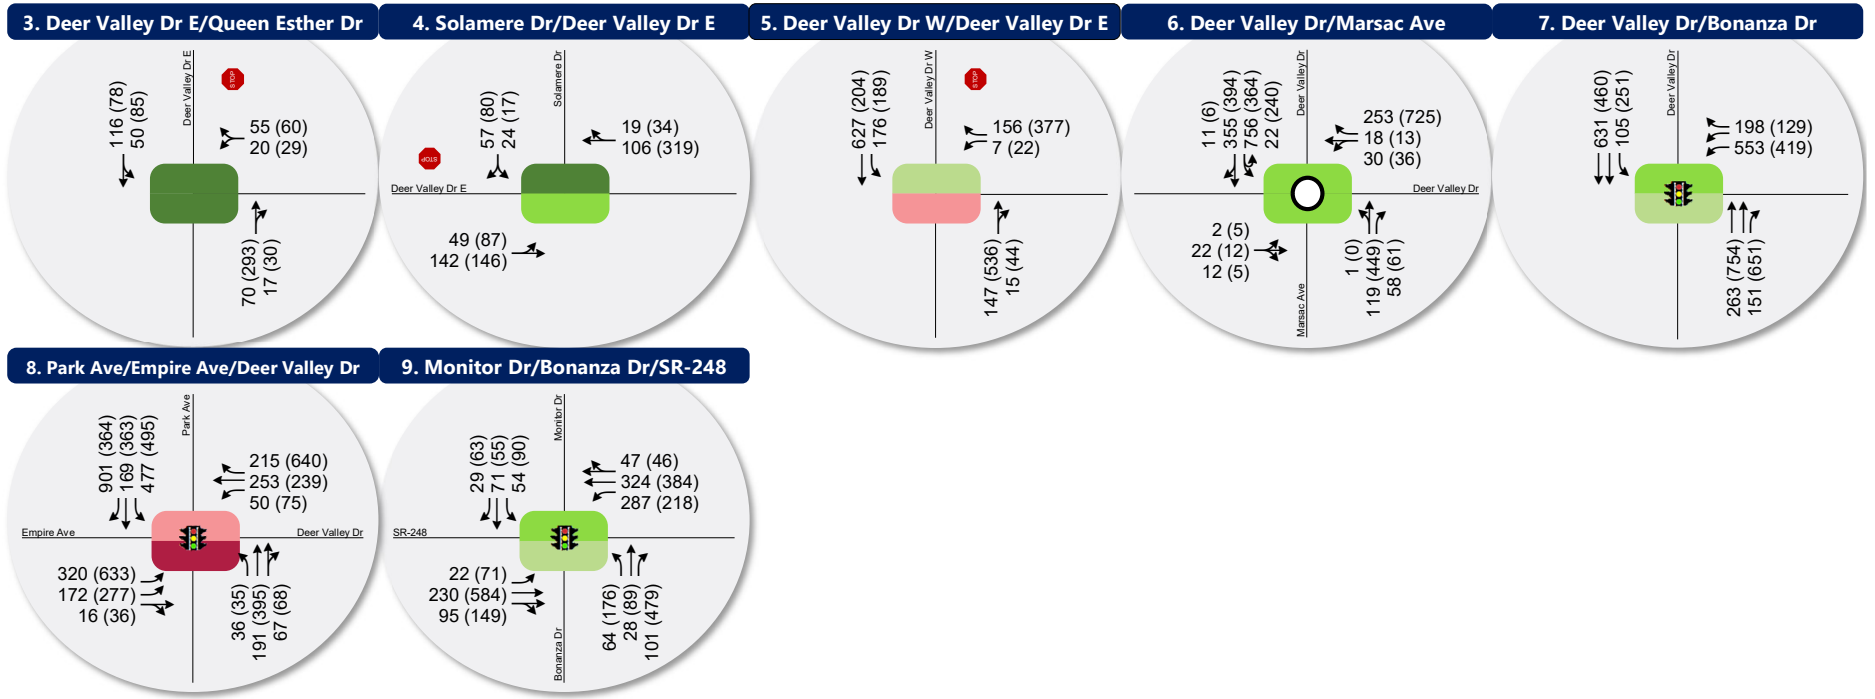 3. Deer Valley Dr E/Queen Esther Dr
Deer Valley Dr E
STOP
116 (78)
50 (85)
55 (60)
20 (29)
70 (293)
17 (30)
4. Solamere Dr/Deer Valley Dr E
Solamere Dr
STOP
Deer Valley Dr E
57 (80)
24 (17)
19 (34)
106 (319)
49 (87)
142 (146)
5. Deer Valley Dr W/Deer Valley Dr E
Deer Valley Dr W
STOP
627 (204)
176 (189)
156 (377)
7 (22)
147 (536)
15 (44)
6. Deer Valley Dr/Marsac Ave
Deer Valley Dr
11 (6)
355 (394)
756 (364)
22 (240)
253 (725)
18 (13)
30 (36)
Deer Valley Dr
2 (5)
22 (12)
12 (5)
1 (0)
119 (449)
58 (61)
Marsac Ave
7. Deer Valley Dr/Bonanza Dr
Deer Valley Dr
631 (460)
105 (251)
198 (129)
553 (419)
263 (754)
151 (651)
8. Park Ave/Empire Ave/Deer Valley Dr
Park Ave
901 (364)
169 (363)
477 (495)
215 (640)
253 (239)
50 (75)
Empire Ave
Deer Valley Dr
320 (633)
172 (277)
16 (36)
36 (35)
191 (395)
67 (68)
9. Monitor Dr/Bonanza Dr/SR-248
Monitor Dr
29 (63)
71 (55)
54 (90)
47 (46)
324 (384)
287 (218)
SR-248
22 (71)
230 (584)
95 (149)
64 (176)
28 (89)
101 (479)
Bonanza Dr